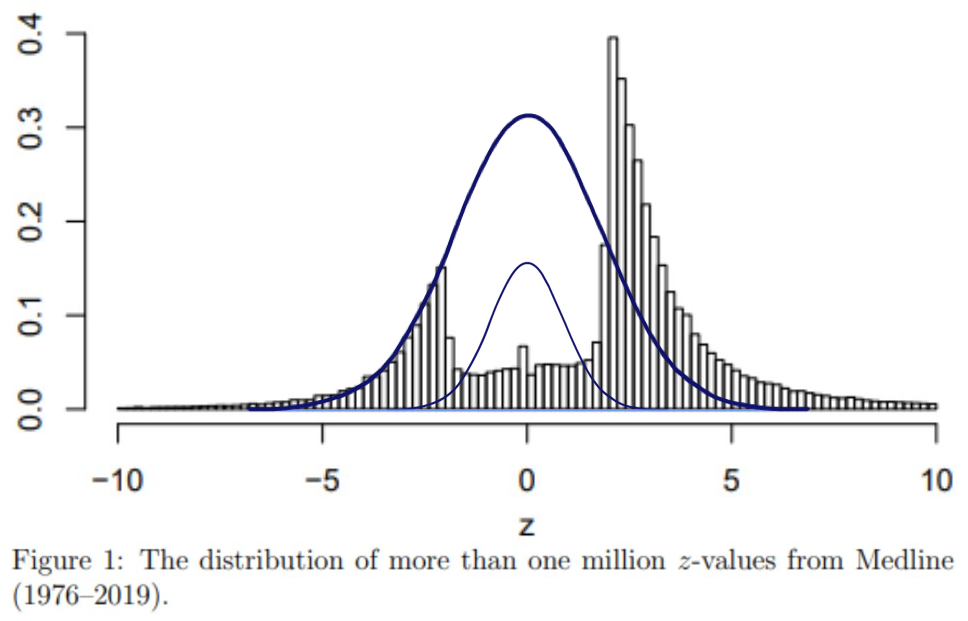 0.4
0.3
0.2
0.1
0.0
−10 −5 0 5 10
z
Figure 1: The distribution of more than one million z-values from Medline
(1976–2019).